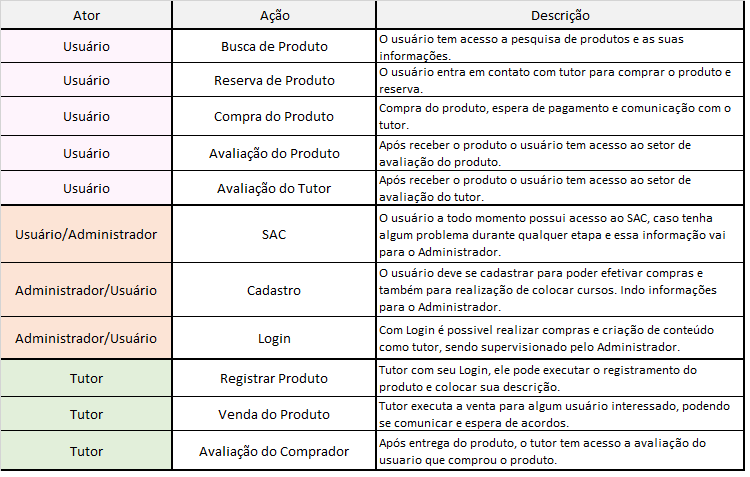 Ator Ação Descrição
Usuário Busca de Produto O usuário tem acesso a pesquisa de produtos e as suas
informações.
Usuário Reserva de Produto O usuário entra em contato com tutor para comprar o produto e
reserva.
Usuário Compra do Produto Compra do produto, espera de pagamento e comunicação com o
tutor.
Usuário Avaliação do Produto Após receber o produto o usuário tem acesso ao setor de
avaliação do produto.
Usuário Avaliação do Tutor Após receber o produto o usuário tem acesso ao setor de
avaliação do tutor.
Usuário/Administrador SAC O usuário a todo momento possui acesso ao SAC, caso tenha
algum problema durante qualquer etapa e essa informação vai
para o Administrador.
Administrador/Usuário Cadastro O usuário deve se cadastrar para poder efetivar compras e
também para realização de colocar cursos. Indo informações
para o Administrador.
Administrador/Usuário Login Com Login é possivel realizar compras e criação de conteúdo
como tutor, sendo supervisionado pelo Administrador.
Tutor Registrar Produto Tutor com seu Login, ele pode executar o registramento do
produto e colocar sua descrição.
Tutor Venda do Produto Tutor executa a venda para algum usuário interessado, podendo
se comunicar e espera de acordos.
Tutor Avaliação do Comprador Após entrega do produto, o tutor tem acesso a avaliação do
usuario que comprou o produto.